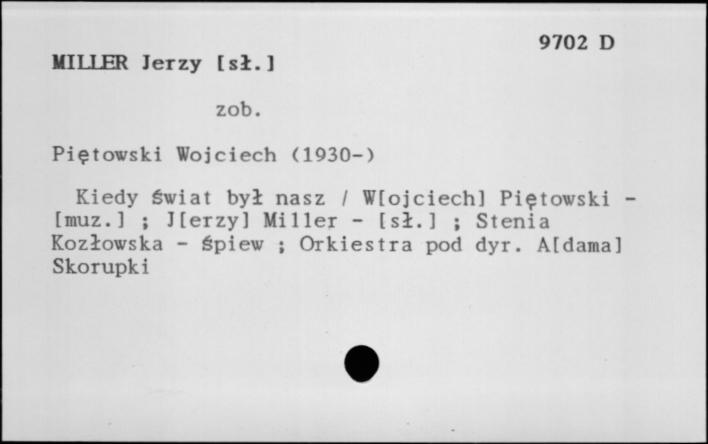 9702 D
MILLER Jerzy [sł.]
zob.
Piętowski Wojciech (1930-)
Kiedy świat był nasz / W[ojciech] Piętowski -
[muz.] ; J[erzy] Miller - [sł.] ; Stenia
Kozłowska - śpiew ; Orkiestra pod dyr. A[dama]
Skorupki